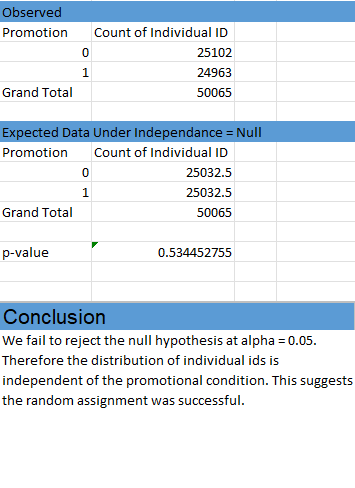 Observed
Promotion Count of Individual ID
0 25102
1 24963
Grand Total 50065
Expected Data Under Independance = Null
Promotion Count of Individual ID
0 25032.5
1 25032.5
Grand Total 50065
p-value 0.534452755
Conclusion
We fail to reject the null hypothesis at alpha = 0.05.
Therefore the distribution of individual ids is
independent of the promotional condition. This suggests
the random assignment was successful.